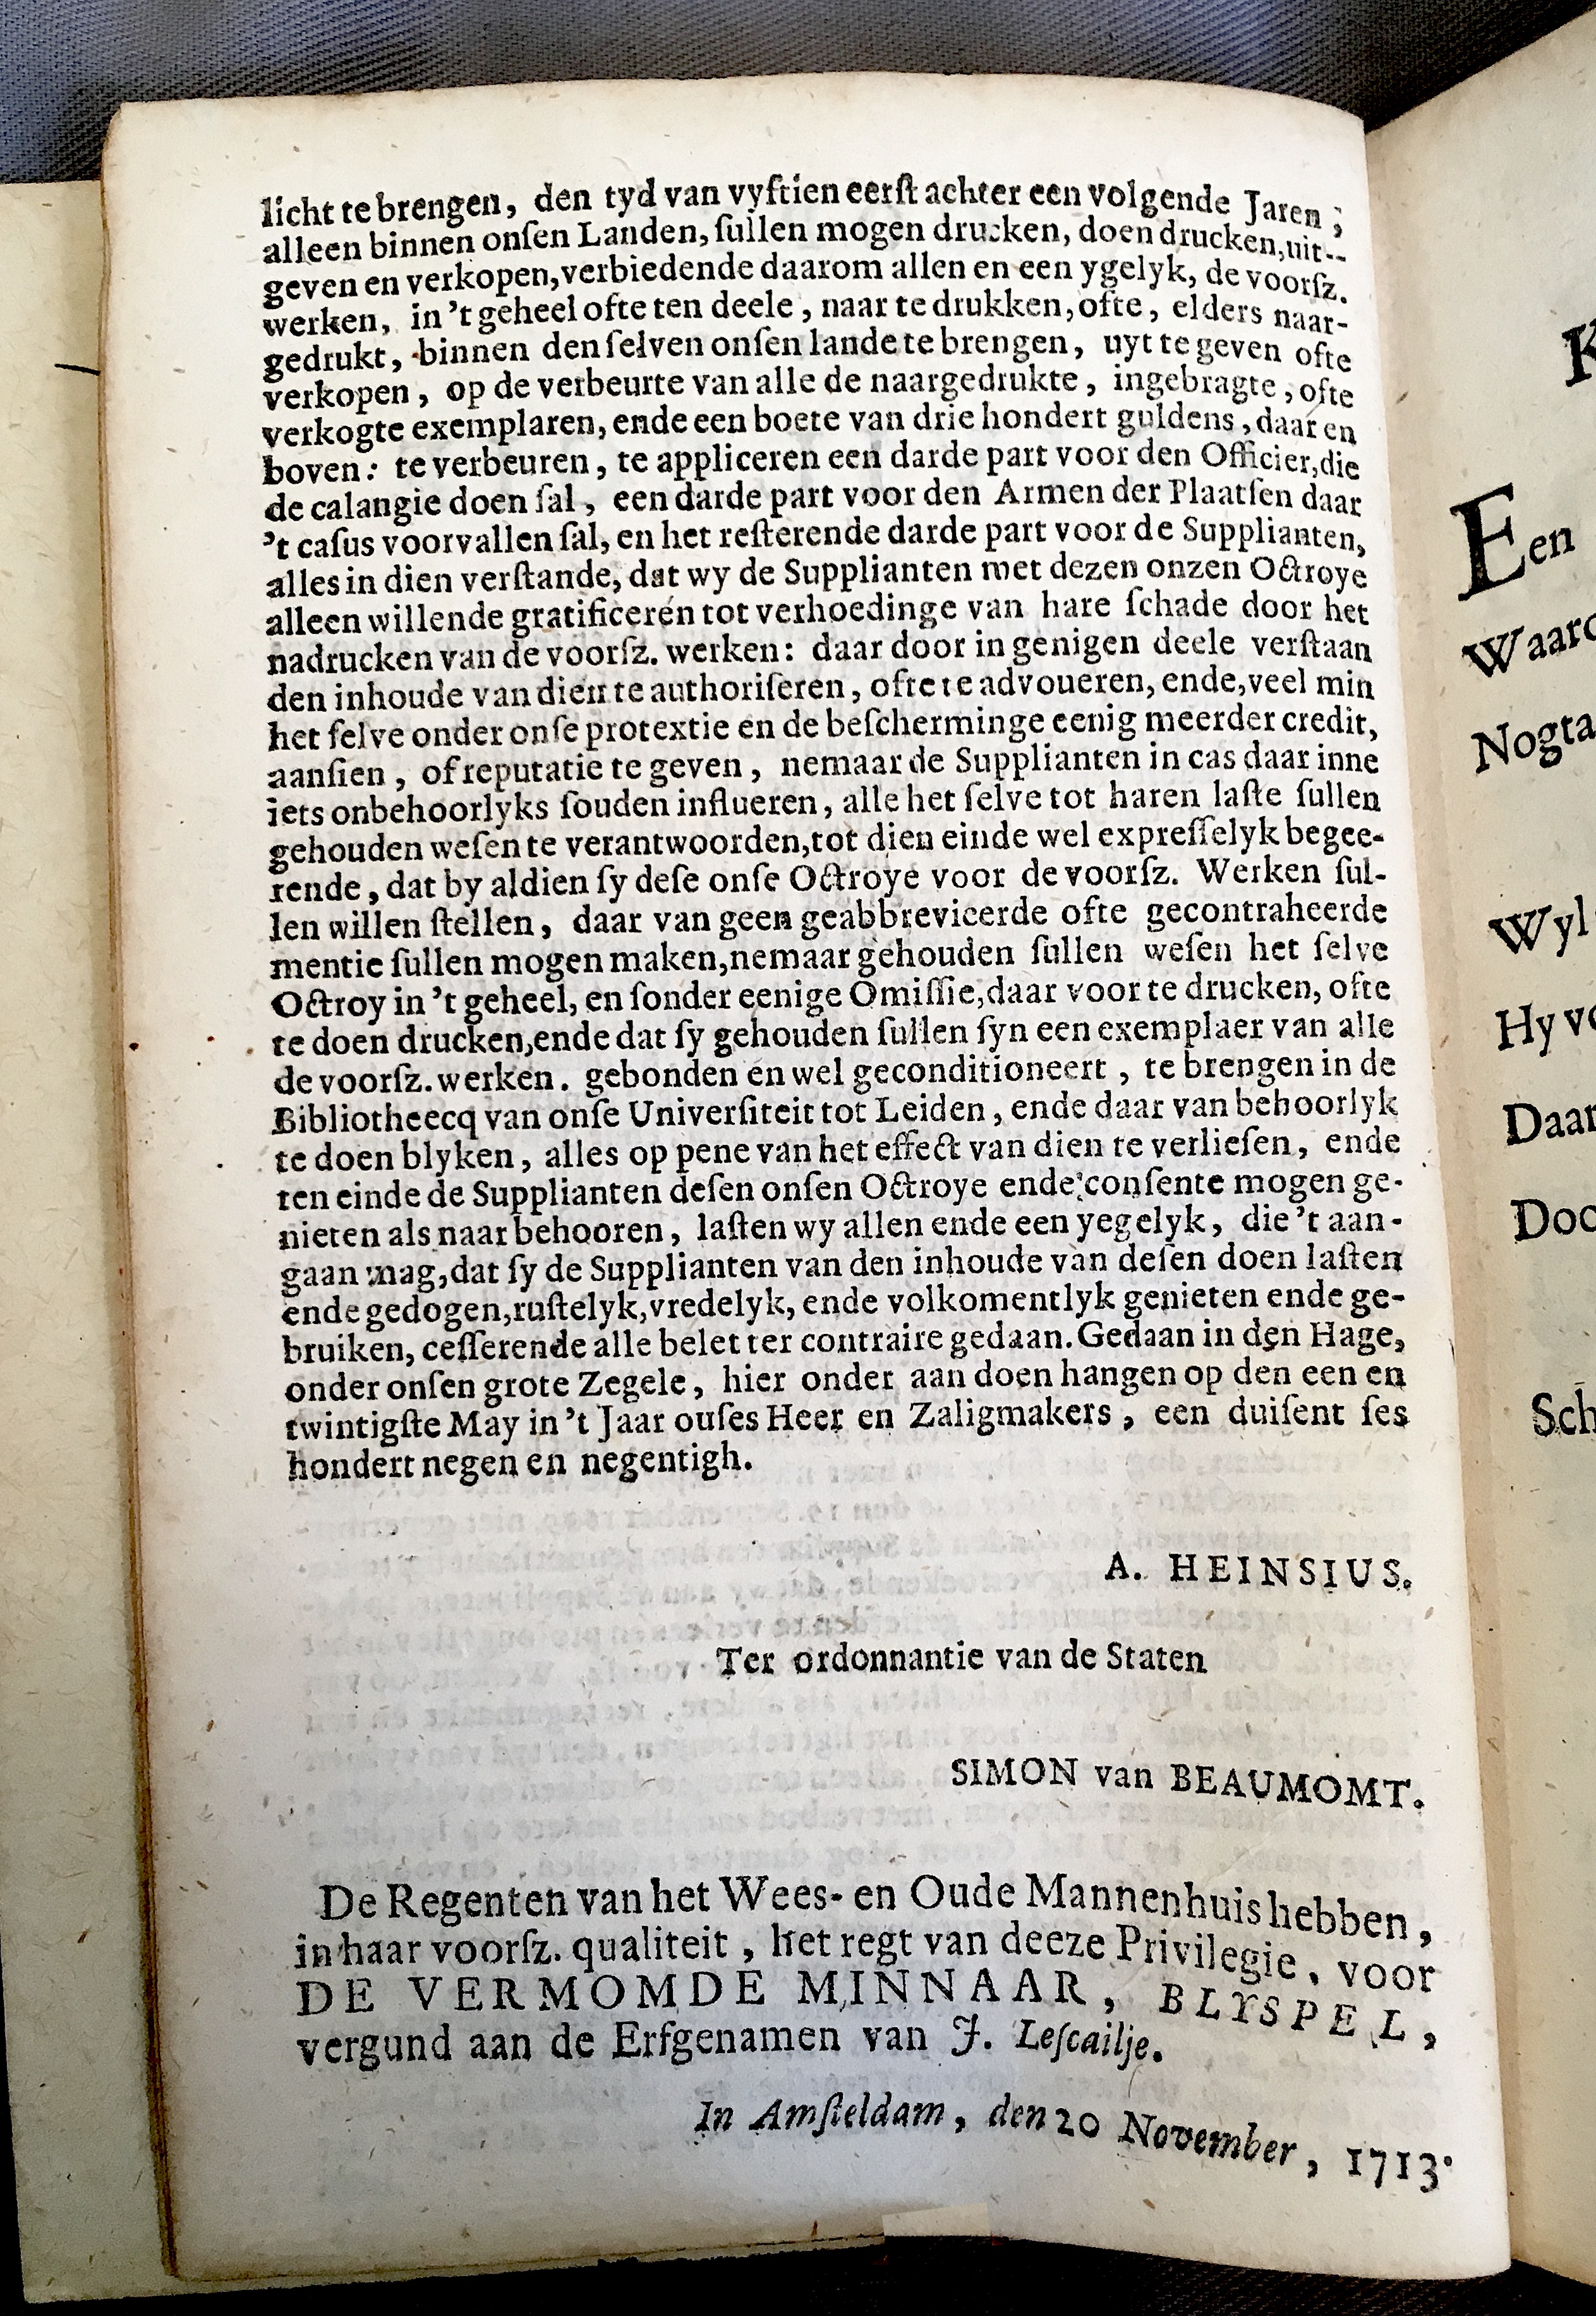 licht te brengen, den tyd van vyftien eerſt achter een volgende Jaren;
alleen binnen onſen Landen, ſullen mogen drucken, doen drucken, uit-
geven en verkopen, verbiedende daarom allen en een ygelyk, de voorſz.
werken, in 't geheel ofte ten deele, naar te drukken, ofte, elders naar-
gedrukt, binnen den ſelven onſen lande te brengen, uyt te geven ofte
verkopen, op de verbeurte van alle de naargedrukte, ingebragte, ofte
verkogte exemplaren, ende een boete van drie hondert guldens, daar en
boven: te verbeuren, te appliceren een darde part voor den Officier, die
de calangie doen ſal, een darde part voor den Armen der Plaatſen daar
't caſus voorvallen ſal, en het reſterende darde part voor de Supplianten,
alles in dien verſtande, dat wy de Supplianten met dezen onzen Octroye
alleen willende gratificeren tot verhoedinge van hare ſchade door het
nadrucken van de voorſz. werken: daar door in genigen deele verſtaan
den inhoude van dien te authoriſeren, ofte te advoueren, ende, veel min
het ſelve onder onſe protextie en de beſcherminge eenig meerder credit,
aanſien, of reputatie te geven, nemaar de Supplianten in cas daar inne
iets onbehoorlyks ſouden influeren, alle het ſelve tot haren laſte ſullen
gehouden weſen te verantwoorden, tot dien einde wel expreſſelyk begee-
rende, dat by aldien ſy deſe onſe Octroye voor de voorſz. Werken ſul-
len willen ſtellen, daar van geen geabbrevieerde ofte gecontraheerde
mentie ſullen mogen maken, nemaar gehouden ſullen weſen het ſelve
Octroy in 't geheel, en ſonder eenige Omiſſie, daar voor te drucken, ofte
te doen drucken, ende dat ſy gehouden ſullen ſyn een exemplaer van alle
de voorſz. werken. gebonden en wel geconditioneert, te brengen in de
Bibliotheecq van onſe Univerſiteit tot Leiden, ende daar van behoorlyk
te doen blyken, alles op pene van het effect van dien te verlieſen, ende
ten einde de Supplianten deſen onſen Octroye ende conſente mogen ge-
nieten als naar behooren, laſten wy allen ende een yegelyk, die 't aan-
gaan mag, dat ſy de Supplianten van den inhoude van deſen doen laſten
ende gedogen, ruſtelyk, vredelyk, ende volkomentlyk genieten ende ge-
bruiken, ceſſerende alle belet ter contraire gedaan. Gedaan in den Hage,
onder onſen grote Zegele, hier onder aan doen hangen op den een en
twintigſte May in 't Jaar ouſes Heer en Zaligmakers, een duiſent ſes
hondert negen en negentigh.
A. HEINSIUS.
Ter ordonnantie van de Staten
SIMON van BEAUMOMT.
De Regenten van het Wees- en Oude Mannenhuis hebben,
in haar voorſz. qualiteit, het regt van deeze Privilegie, voor
DE VERMOMDE MINNAAR, BLYSPEL,
vergund aan de Erfgenamen van J. Leſcailje.
In Amſteldam, den 20 November, 1713.
Een
Waar
Nogta
Wyl
Hy vo
Daar
Doc
Sch